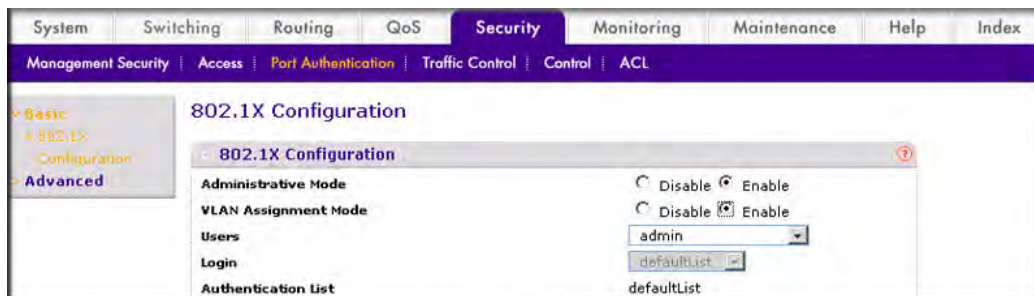 System Switching Routing QoS Security Monitoring Maintenance Help Index
Management Security Access Port Authentication Traffic Control Control ACL
Basic
802.1X
Configuration
Advanced
802.1X Configuration
802.1X Configuration ?
Administrative Mode Disable Enable
VLAN Assignment Mode Disable Enable
Users admin
Login defaultList
Authentication List defaultList